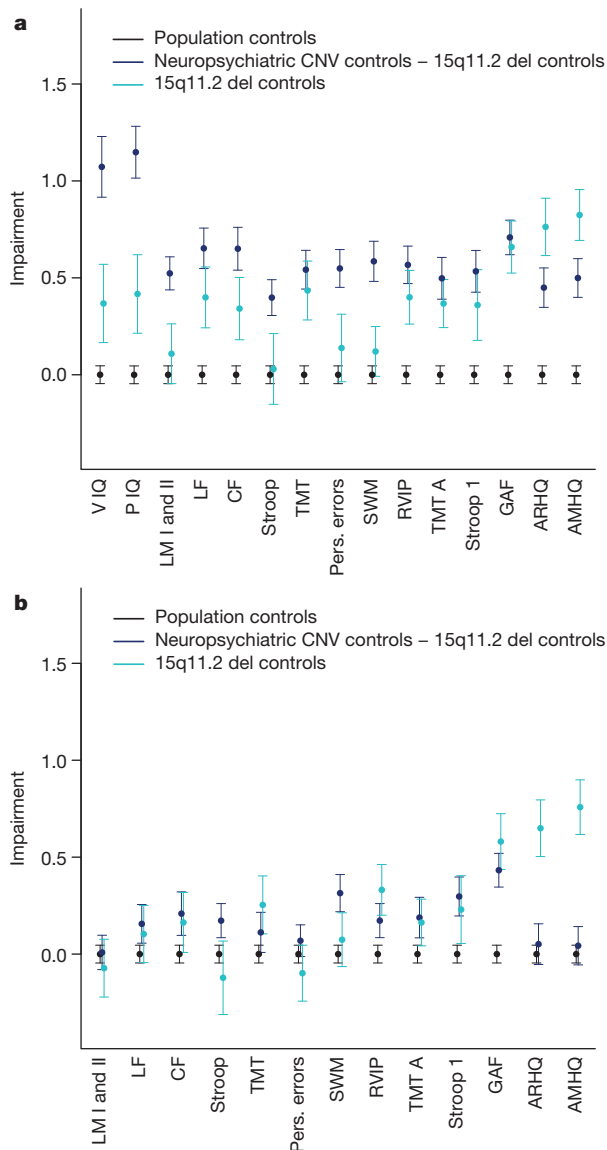 a
Population controls
Neuropsychiatric CNV controls – 15q11.2 del controls
15q11.2 del controls
1.5
1.0
0.5
0.0
Impairment
V IQ
P IQ
LM I and II
LF
CF
Stroop
TMT
Pers. errors
SWM
RVIP
TMT A
Stroop 1
GAF
ARHQ
AMHQ
b
Population controls
Neuropsychiatric CNV controls – 15q11.2 del controls
15q11.2 del controls
1.5
1.0
0.5
0.0
Impairment
LM I and II
LF
CF
Stroop
TMT
Pers. errors
SWM
RVIP
TMT A
Stroop 1
GAF
ARHQ
AMHQ